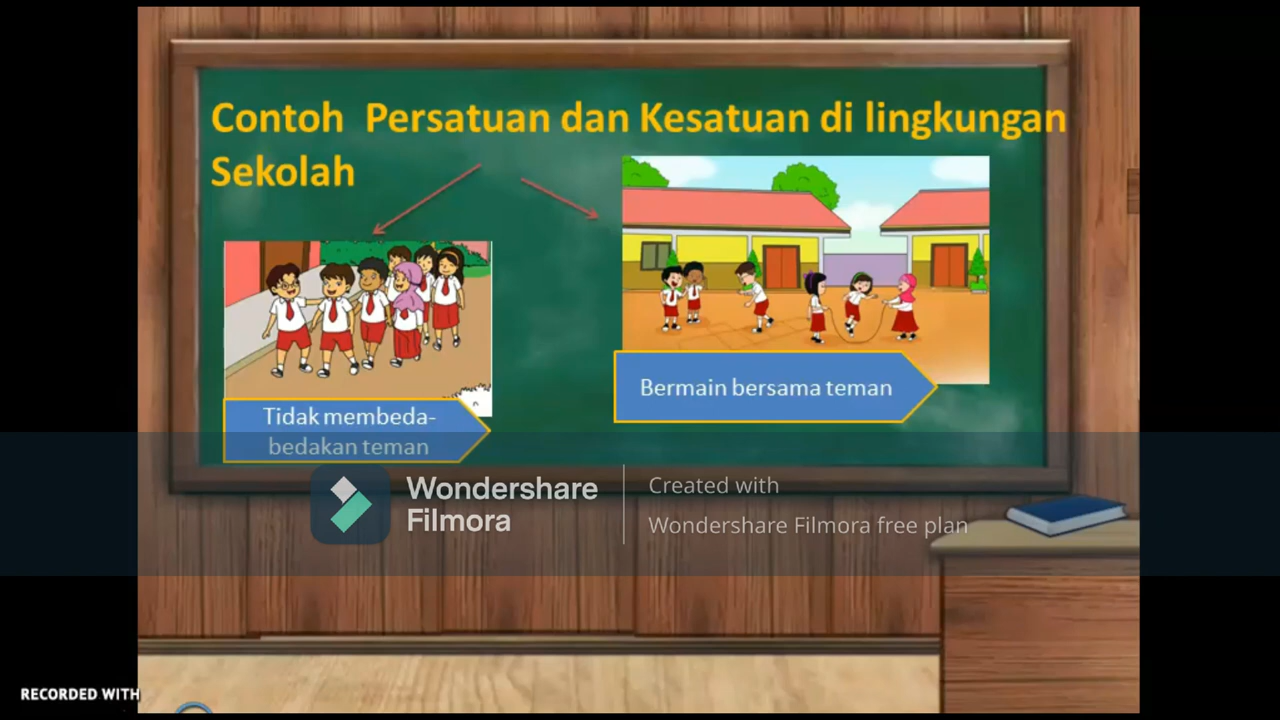 Contoh Persatuan dan Kesatuan di lingkungan
Sekolah
Tidak membeda-
bedakan teman
Bermain bersama teman
Wondershare
Filmora
Created with
Wondershare Filmora free plan
RECORDED WITH